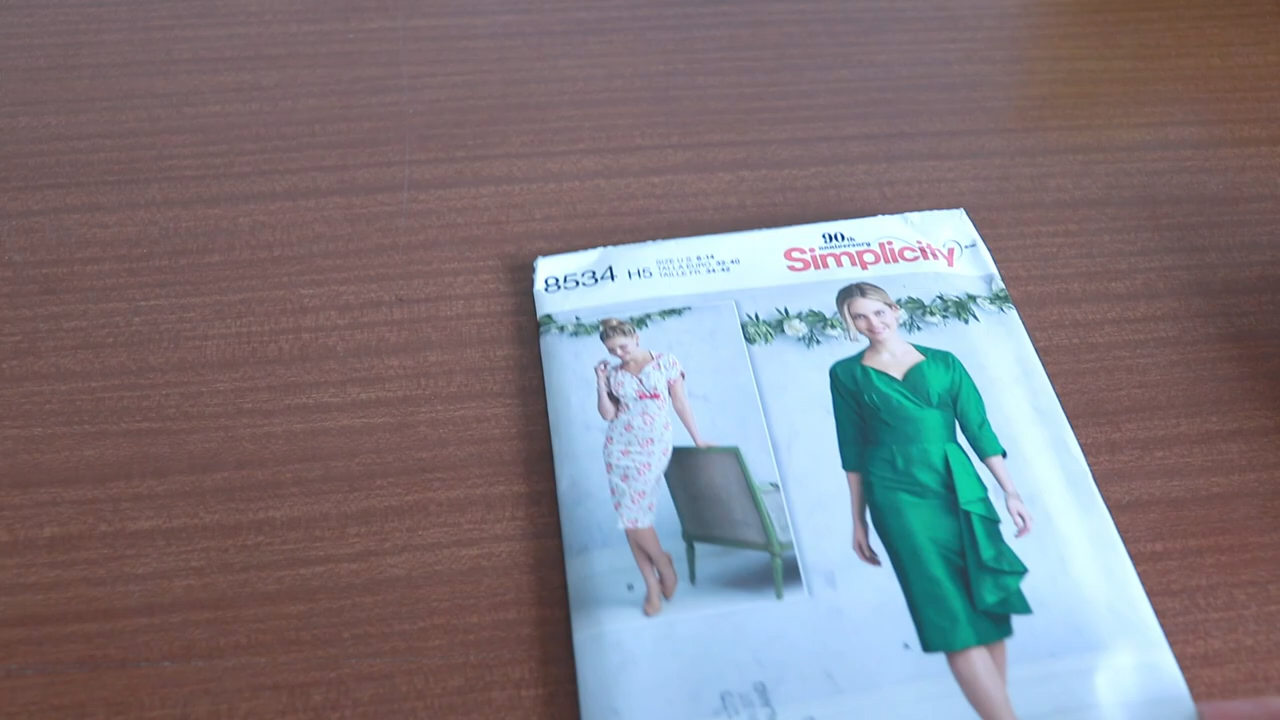 90th
anniversary
Simplicity
8534 H5
SIZE U.S. 6-14
TALLA EURO. 32-40
TAILLE FR. 34-42